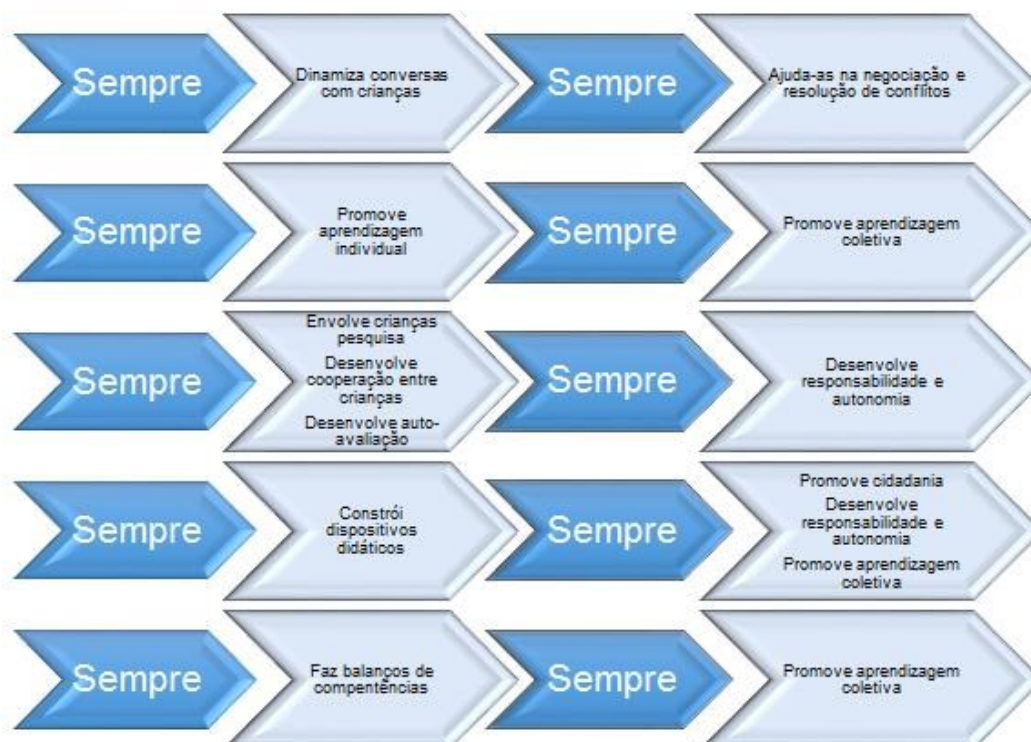 Sempre
Dinamiza conversas
com crianças
Sempre
Ajuda-as na negociação e
resolução de conflitos
Sempre
Promove
aprendizagem
individual
Sempre
Promove aprendizagem
coletiva
Sempre
Envolve crianças
pesquisa
Desenvolve
cooperação entre
crianças
Desenvolve auto-
avaliação
Sempre
Desenvolve
responsabilidade e
autonomia
Sempre
Constrói
dispositivos
didáticos
Sempre
Promove cidadania
Desenvolve
responsabilidade e
autonomia
Promove aprendizagem
coletiva
Sempre
Faz balanços de
compentências
Sempre
Promove aprendizagem
coletiva